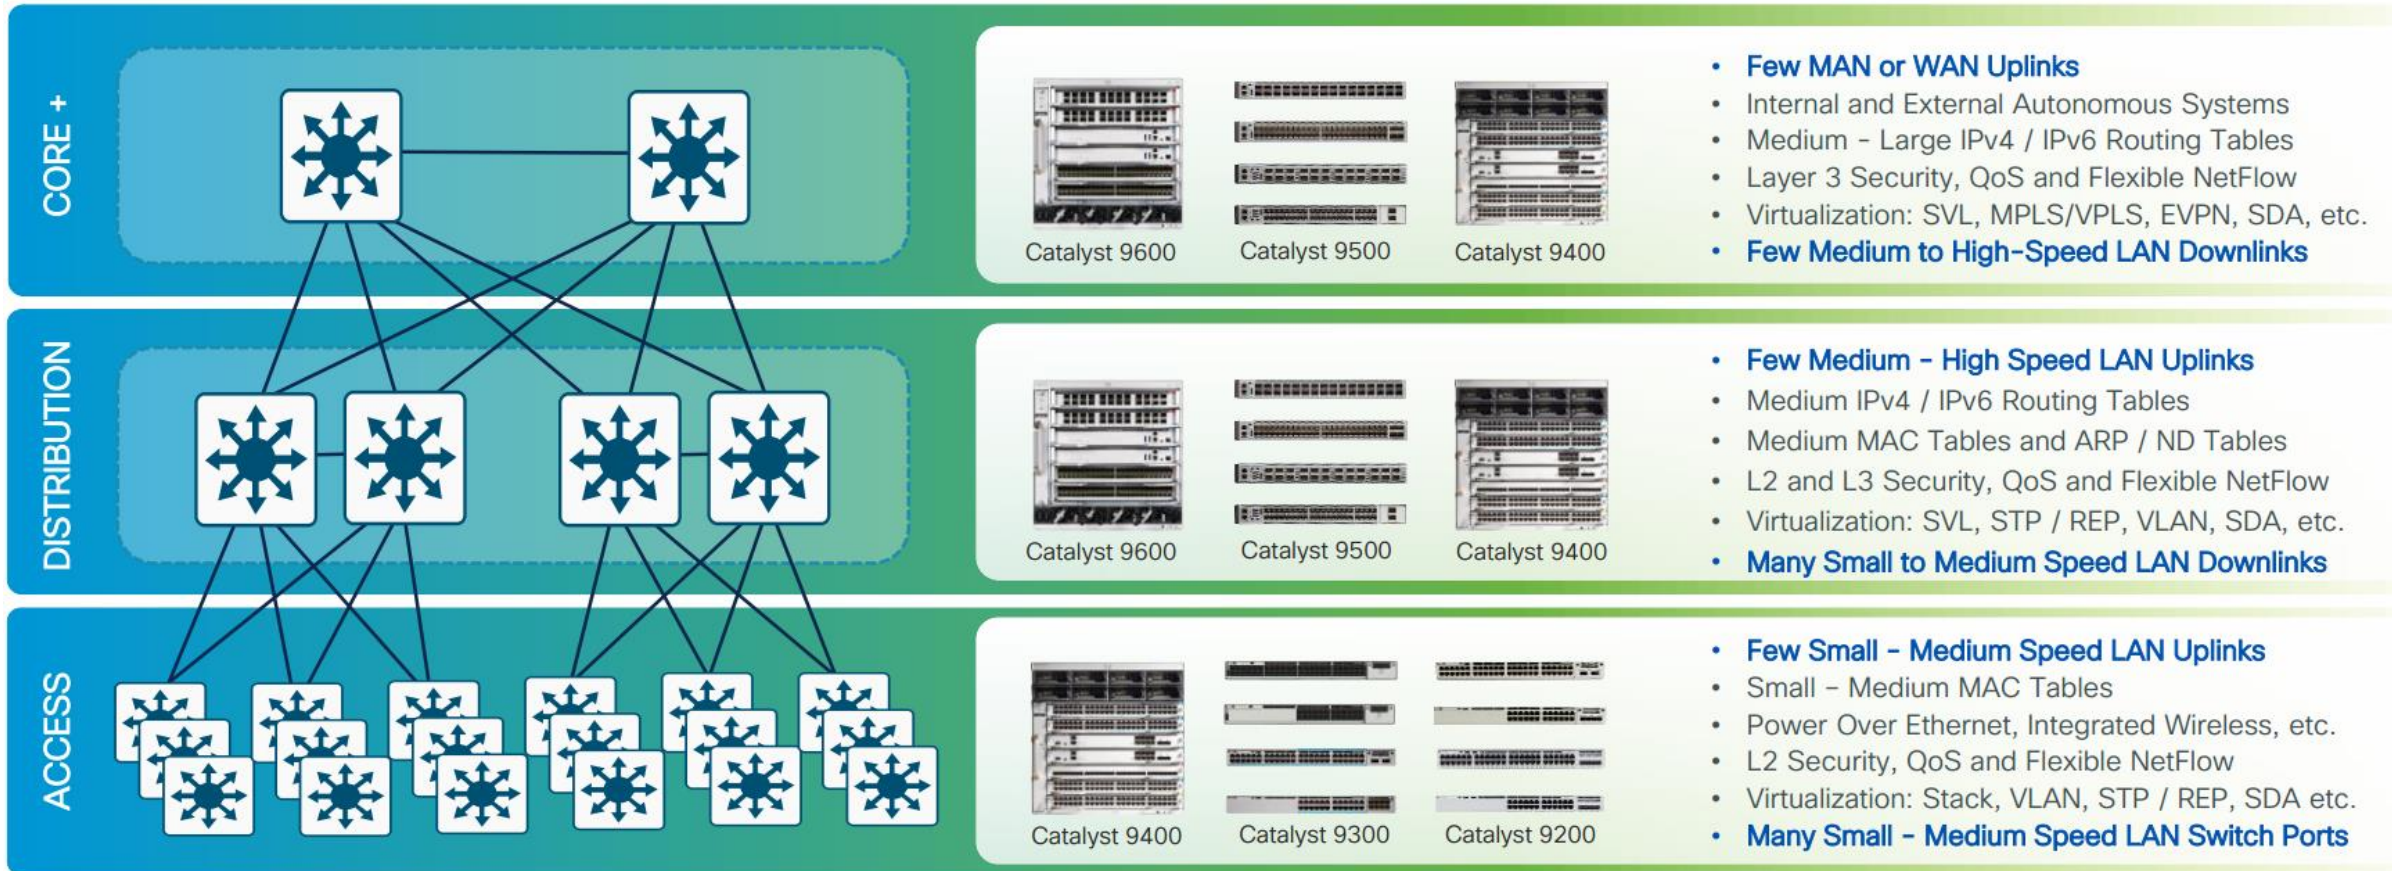 CORE +
Catalyst 9600
Catalyst 9500
Catalyst 9400
• Few MAN or WAN Uplinks
• Internal and External Autonomous Systems
• Medium - Large IPv4 / IPv6 Routing Tables
• Layer 3 Security, QoS and Flexible NetFlow
• Virtualization: SVL, MPLS/VPLS, EVPN, SDA, etc.
• Few Medium to High-Speed LAN Downlinks
DISTRIBUTION
Catalyst 9600
Catalyst 9500
Catalyst 9400
• Few Medium – High Speed LAN Uplinks
• Medium IPv4 / IPv6 Routing Tables
• Medium MAC Tables and ARP / ND Tables
• L2 and L3 Security, QoS and Flexible NetFlow
• Virtualization: SVL, STP / REP, VLAN, SDA, etc.
• Many Small to Medium Speed LAN Downlinks
ACCESS
Catalyst 9400
Catalyst 9300
Catalyst 9200
• Few Small – Medium Speed LAN Uplinks
• Small – Medium MAC Tables
• Power Over Ethernet, Integrated Wireless, etc.
• L2 Security, QoS and Flexible NetFlow
• Virtualization: Stack, VLAN, STP / REP, SDA etc.
• Many Small – Medium Speed LAN Switch Ports